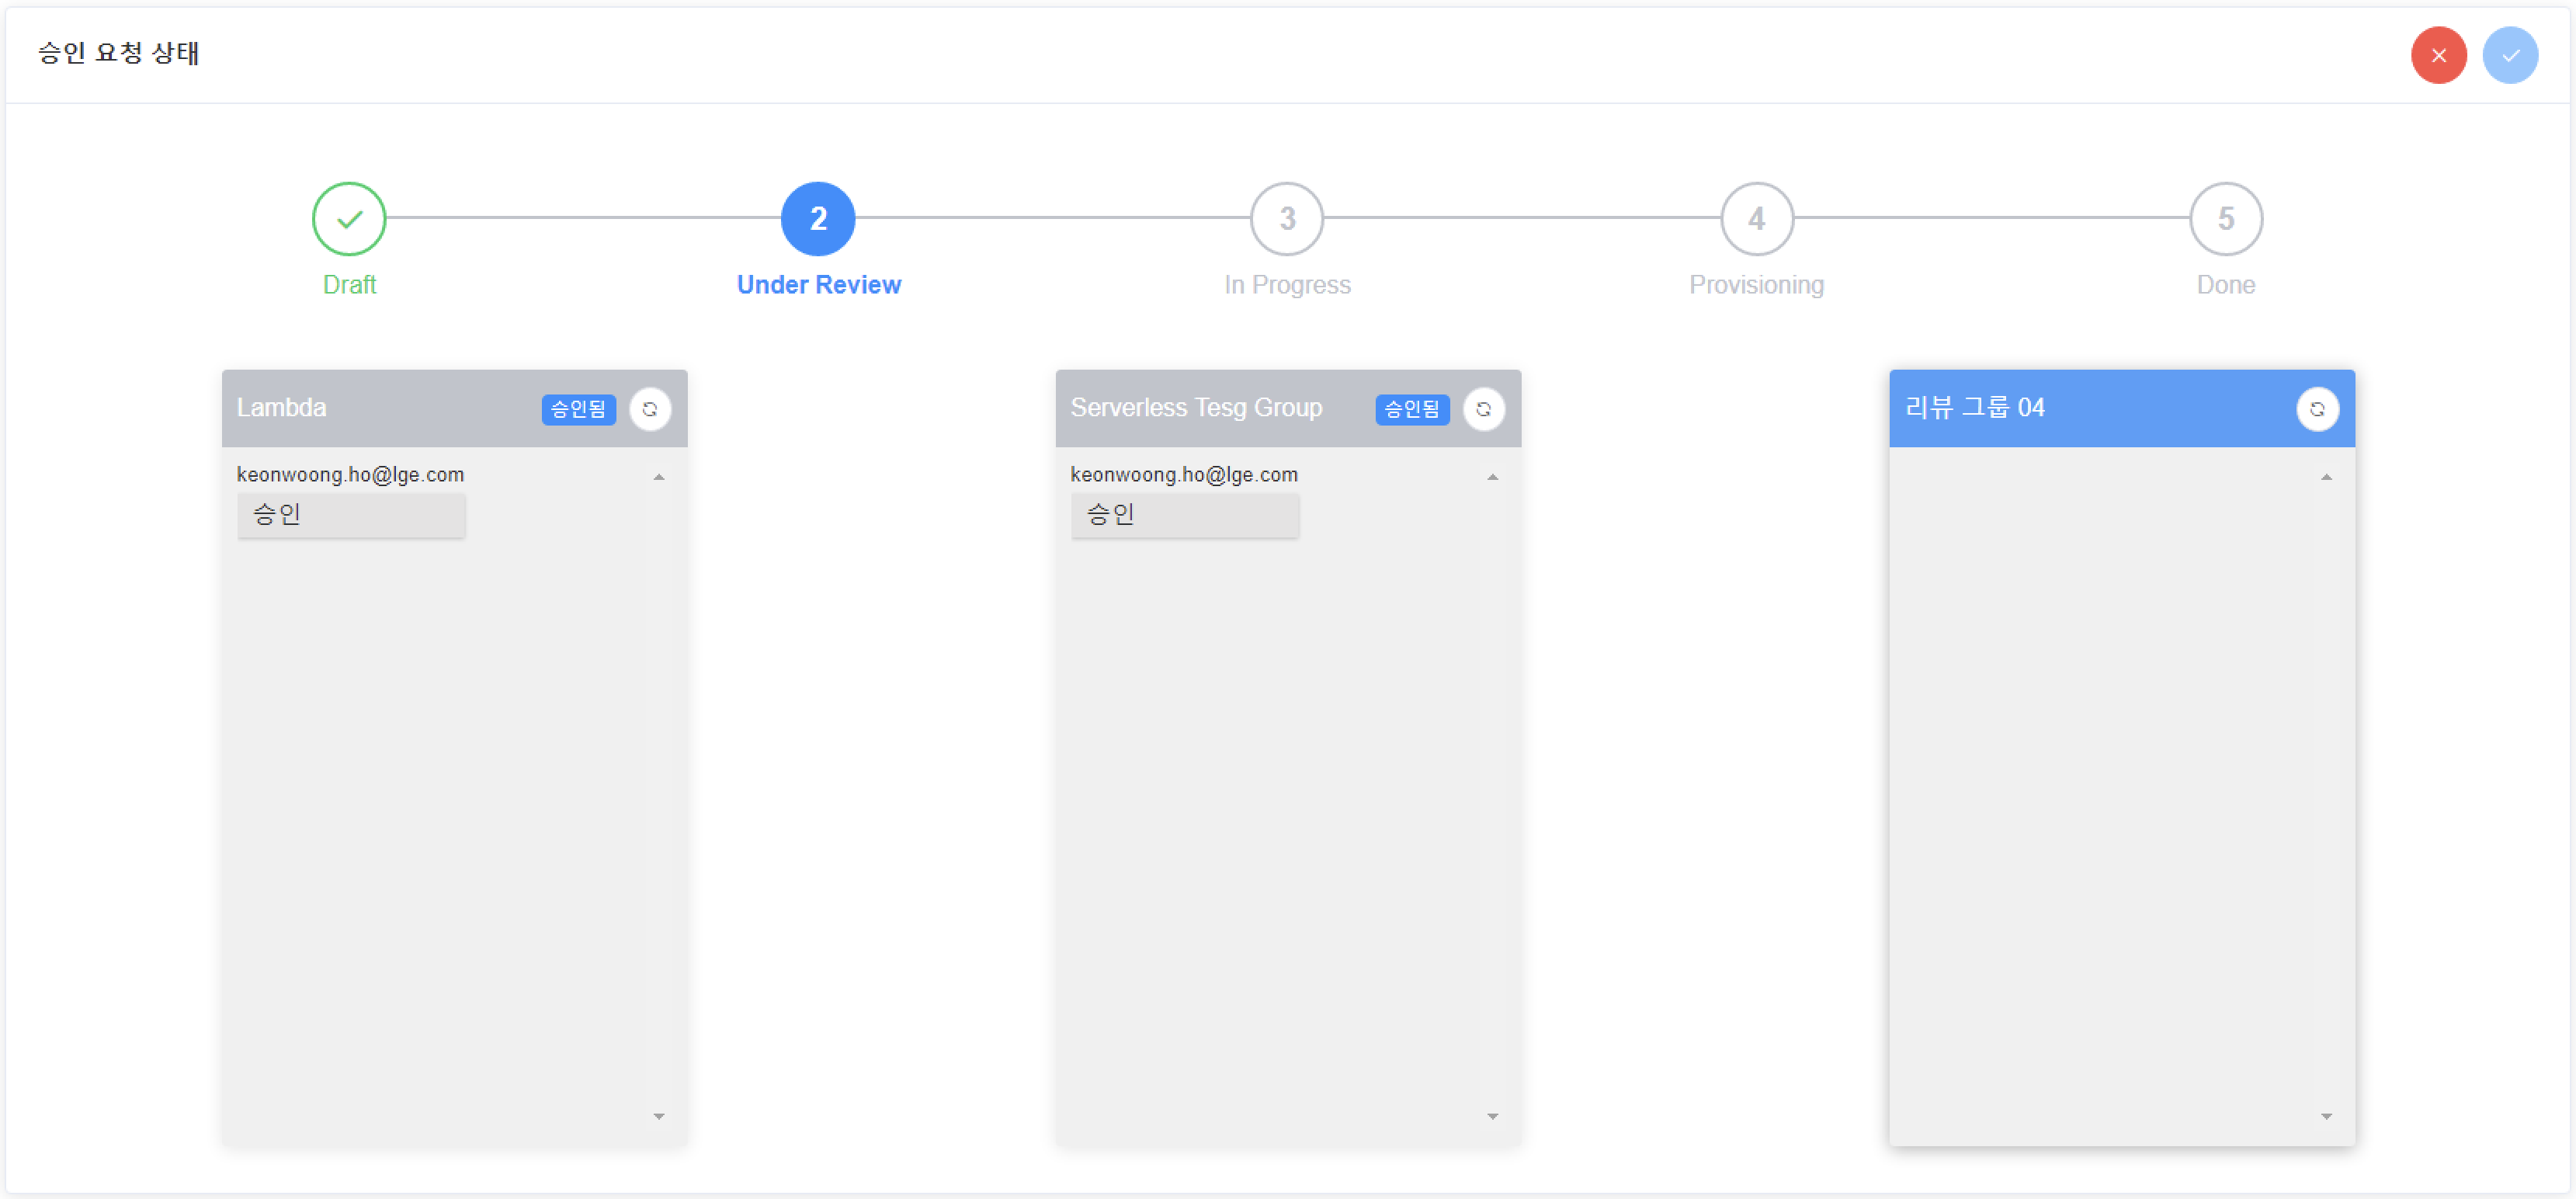 승인 요청 상태
2
3
4
5
Draft
Under Review
In Progress
Provisioning
Done
Lambda
승인됨
keonwoong.ho@lge.com
승인
Serverless Tesg Group
승인됨
keonwoong.ho@lge.com
승인
리뷰 그룹 04